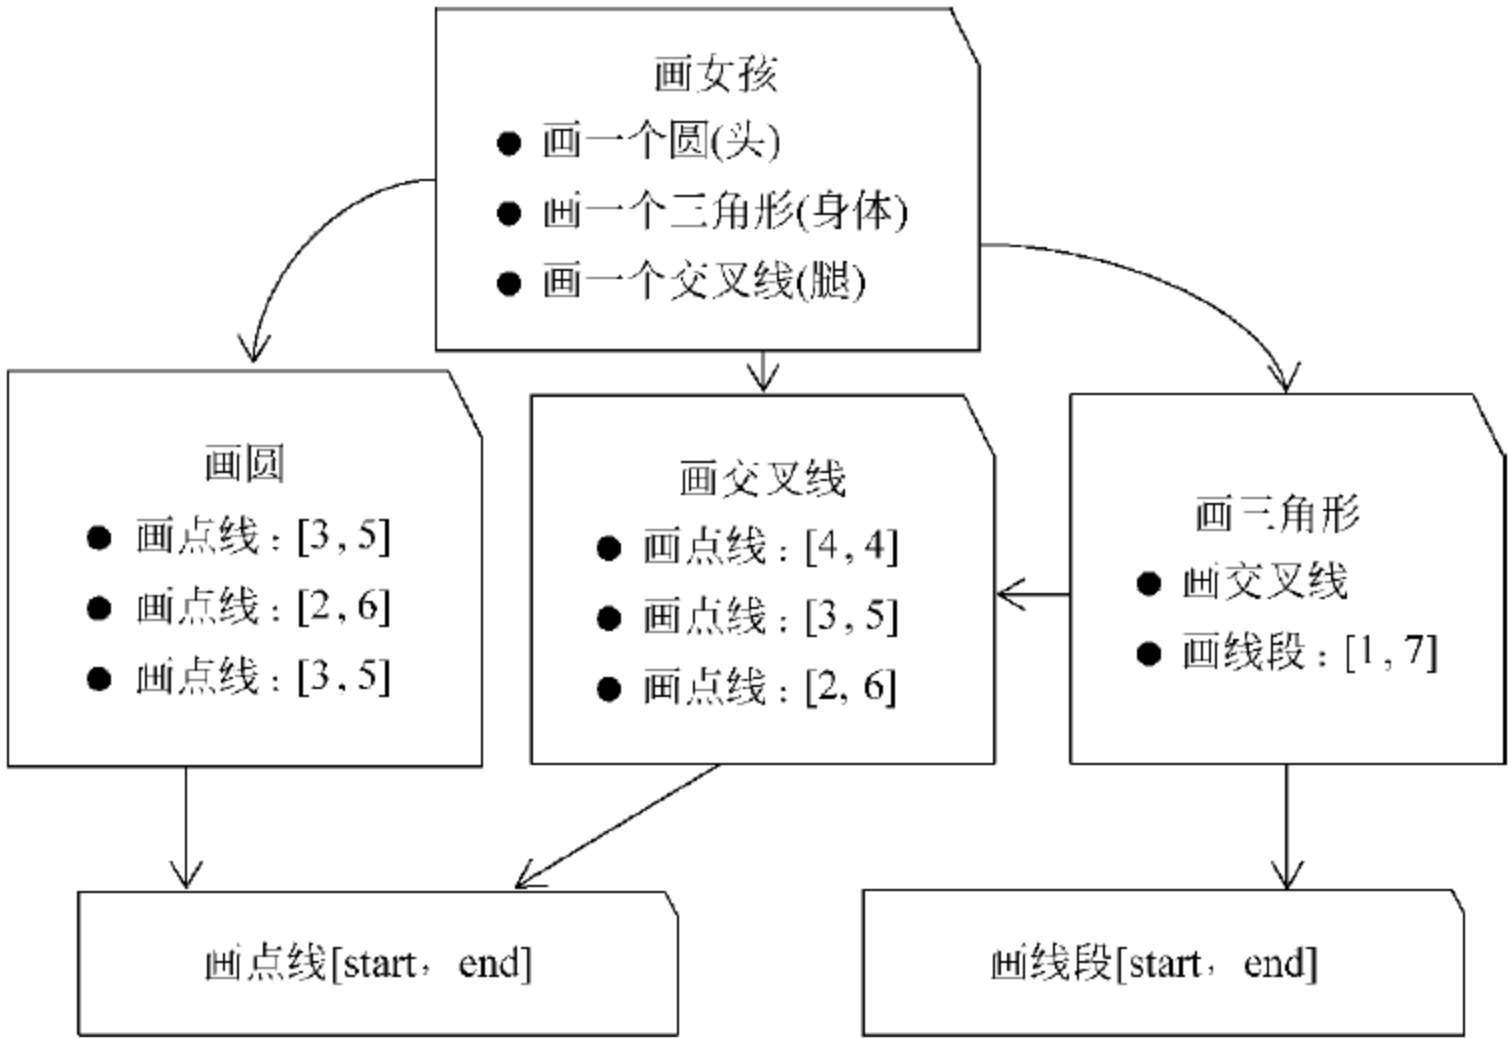 画女孩
● 画一个圆(头)
● 画一个三角形(身体)
● 画一个交叉线(腿)
画圆
● 画点线:[3,5]
● 画点线:[2,6]
● 画点线:[3,5]
画交叉线
● 画点线:[4,4]
● 画点线:[3,5]
● 画点线:[2, 6]
画三角形
● 画交叉线
● 画线段:[1,7]
画点线[start,end]
画线段[start,end]